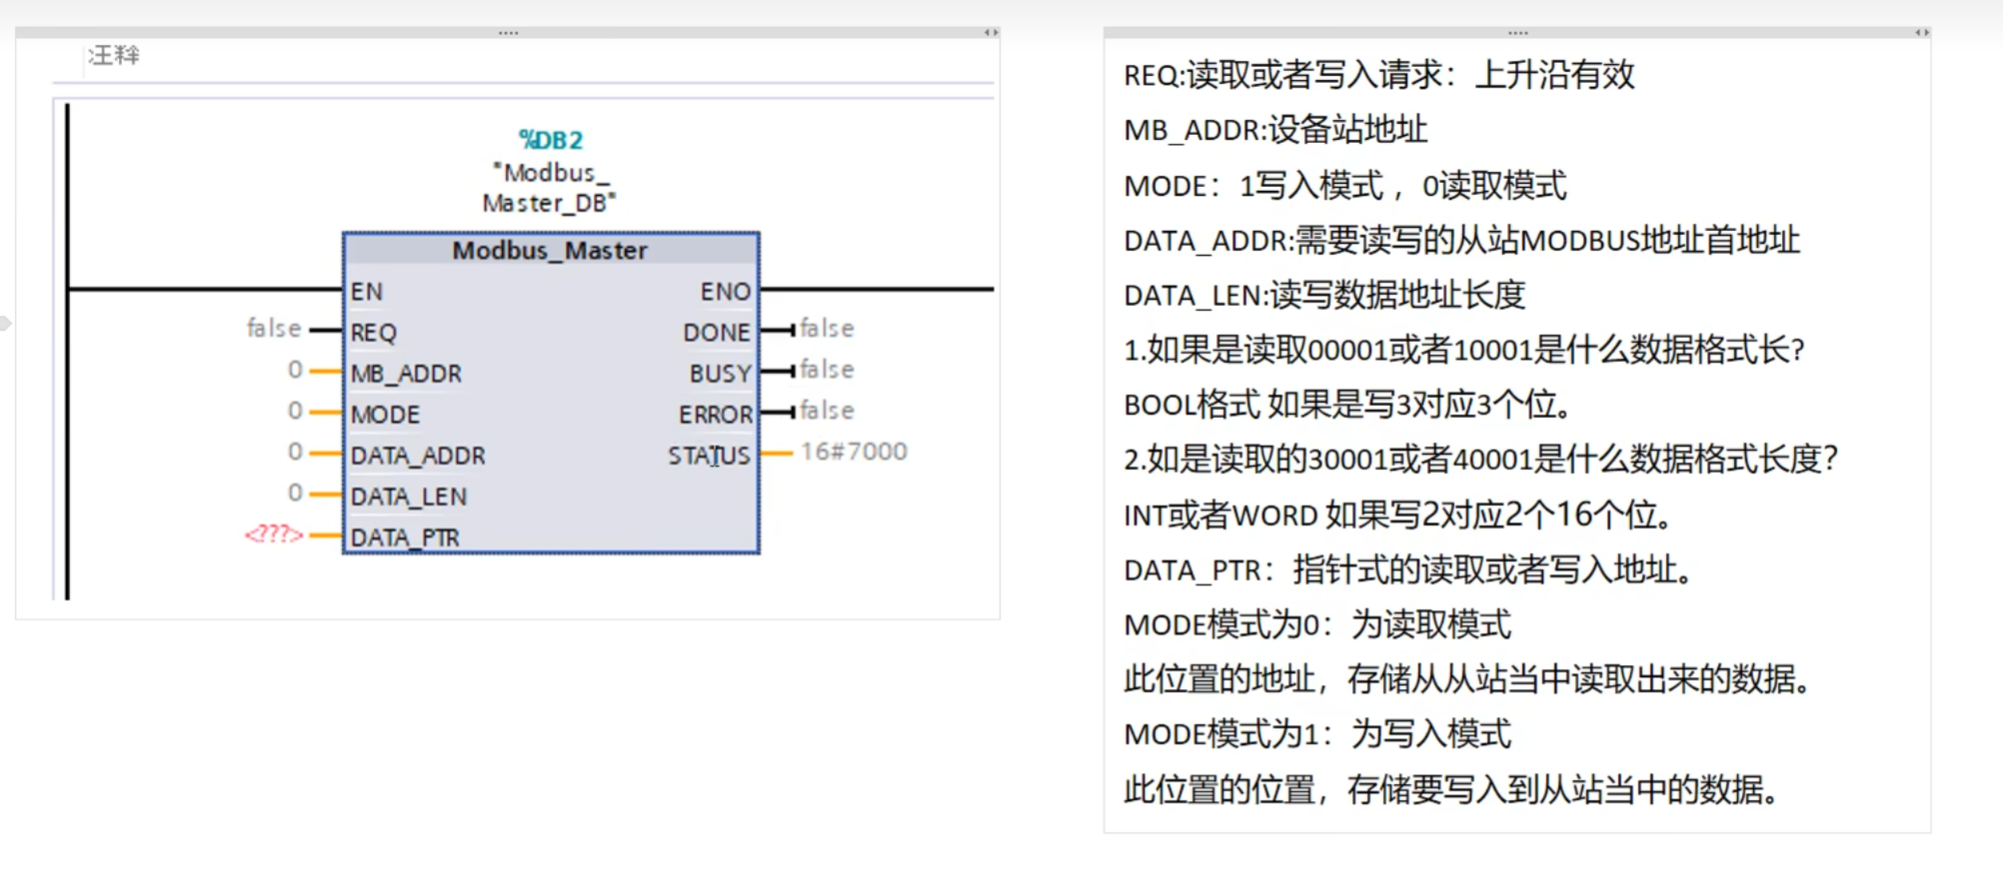 %DB2
"Modbus_
Master_DB"
Modbus_Master
EN ENO
false REQ DONE false
0 MB_ADDR BUSY false
0 MODE ERROR false
0 DATA_ADDR STATUS 16#7000
0 DATA_LEN
<???> DATA_PTR
REQ:读取或者写入请求：上升沿有效
MB_ADDR:设备站地址
MODE：1写入模式，0读取模式
DATA_ADDR:需要读写的从站MODBUS地址首地址
DATA_LEN:读写数据地址长度
1.如果是读取00001或者10001是什么数据格式长?
BOOL格式 如果是写3对应3个位。
2.如是读取的30001或者40001是什么数据格式长度?
INT或者WORD 如果写2对应2个16个位。
DATA_PTR：指针式的读取或者写入地址。
MODE模式为0：为读取模式
此位置的地址，存储从从站当中读取出来的数据。
MODE模式为1：为写入模式
此位置的位置，存储要写入到从站当中的数据。